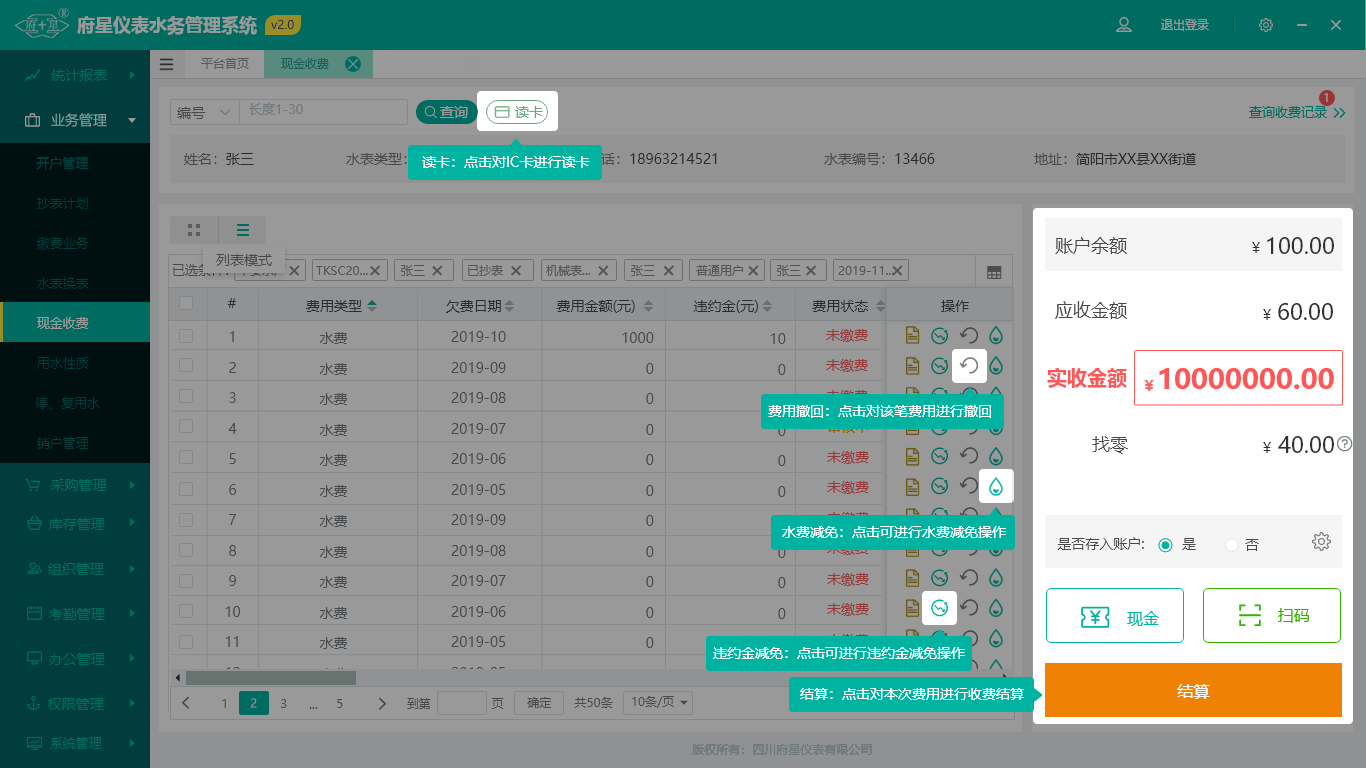 府星仪表水务管理系统 v2.0
退出登录
统计报表
业务管理
开户管理
抄表计划
缴费业务
水表换表
现金收费
用水性质
停、复用水
销户管理
采购管理
库存管理
组织管理
考勤管理
办公管理
权限管理
系统管理
平台首页 现金收费
编号 长度1-30 查询 读卡
查询收费记录 1
读卡：点击对IC卡进行读卡
姓名：张三 水表类型： 话：18963214521 水表编号：13466 地址：简阳市XX县XX街道
列表模式
已选条 TKSC20... 张三 已抄表 机械表... 张三 普通用户 张三 2019-11...
# 费用类型 欠费日期 费用金额(元) 违约金(元) 费用状态 操作
1 水费 2019-10 1000 10 未缴费
2 水费 2019-09 0 0 未缴费
3 水费 2019-08 0
费用撤回：点击对该笔费用进行撤回
4 水费 2019-07 0 0
5 水费 2019-06 0 0 未缴费
6 水费 2019-05 0 0 未缴费
7 水费 2019-09 0
水费减免：点击可进行水费减免操作
8 水费 2019-08 0 0 未缴费
9 水费 2019-07 0 0 未缴费
10 水费 2019-06 0 0 未缴费
11 水费 2019-05 0
违约金减免：点击可进行违约金减免操作
结算：点击对本次费用进行收费结算
1 2 3 ... 5 到第 页 确定 共50条 10条/页
账户余额 ¥ 100.00
应收金额 ¥ 60.00
实收金额 ¥ 10000000.00
找零 ¥ 40.00
是否存入账户： 是 否
现金 扫码
结算
版权所有：四川府星仪表有限公司